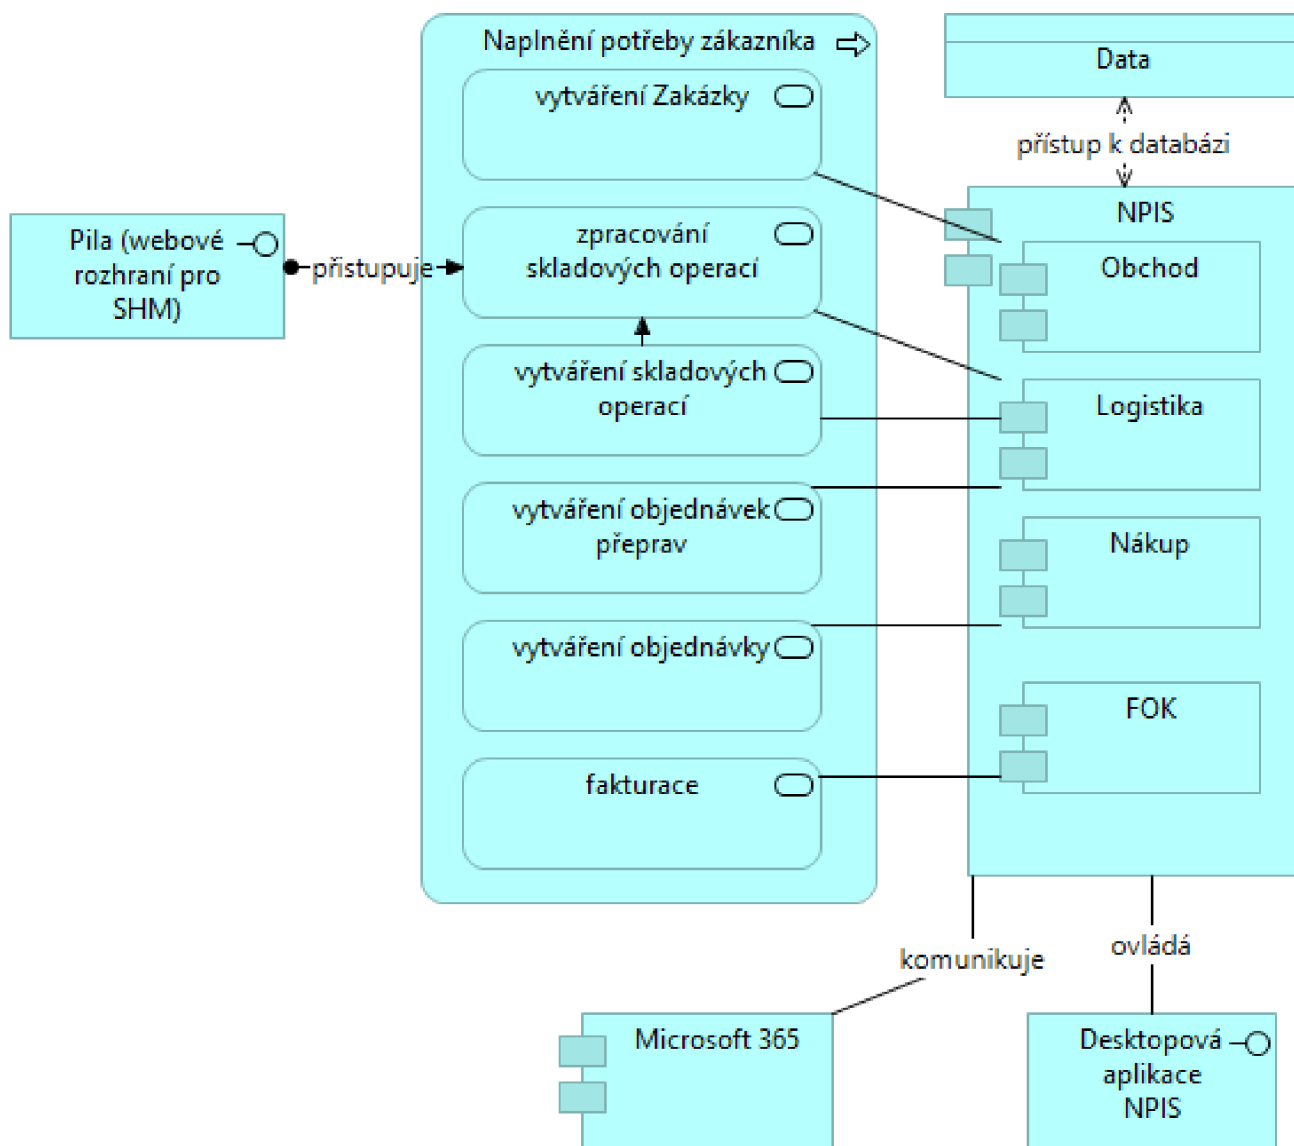 Naplnění potřeby zákazníka
vytváření Zakázky
Data
přístup k databázi
NPIS
Pila (webové
rozhraní pro
SHM)
přistupuje
zpracování
skladových operací
Obchod
vytváření skladových
operací
Logistika
vytváření objednávek
přeprav
Nákup
vytváření objednávky
FOK
fakturace
komunikuje
ovládá
Microsoft 365
Desktopová
aplikace
NPIS